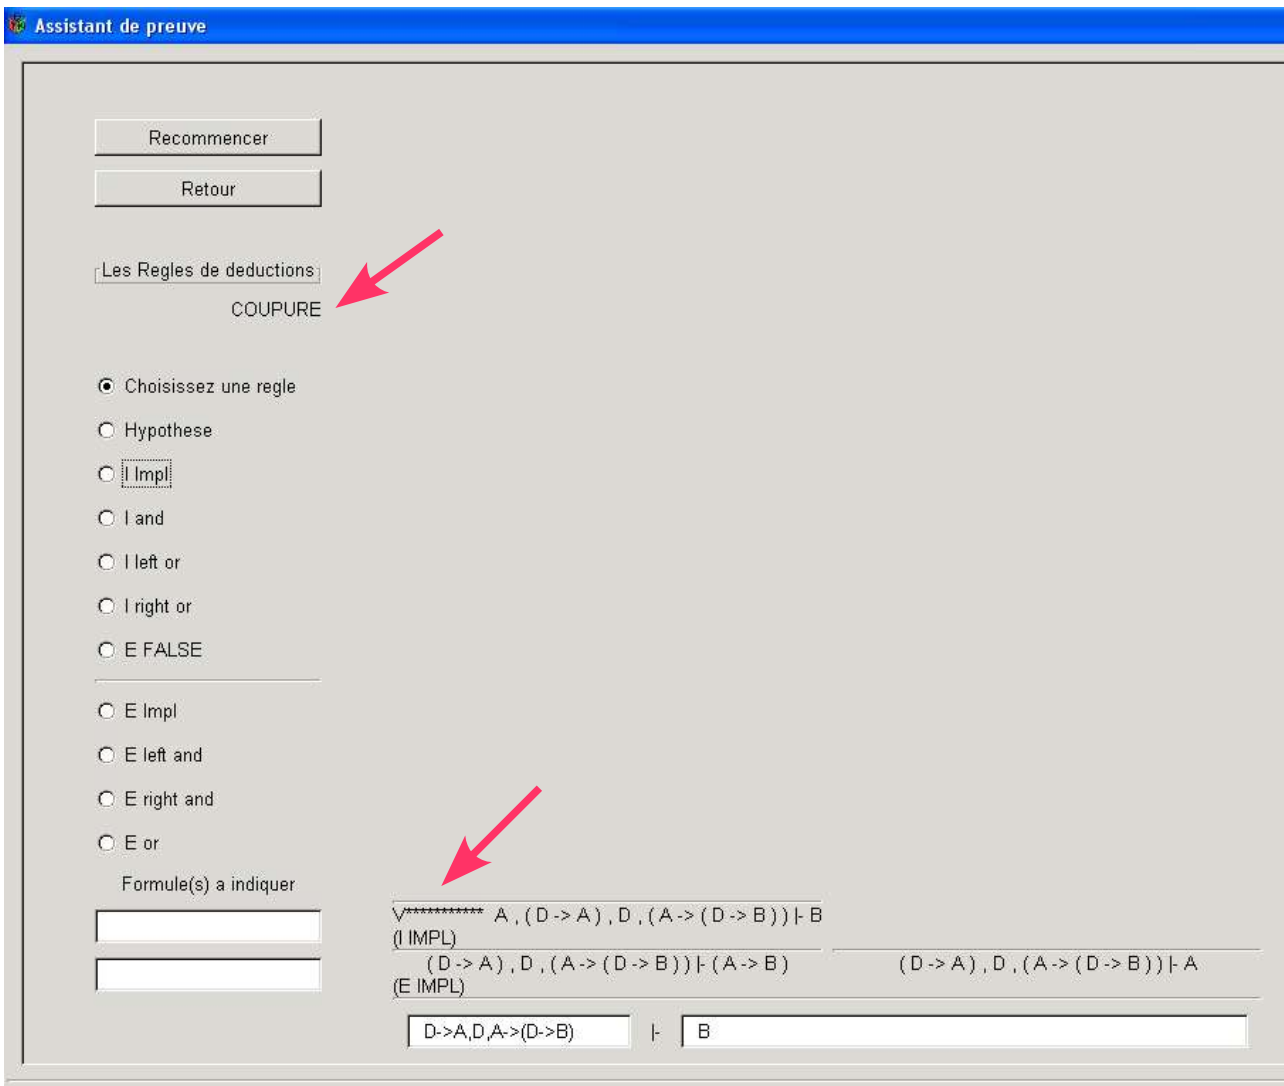 Assistant de preuve
Recommencer
Retour
Les Regles de deductions
COUPURE
Choisissez une regle
Hypothese
I Impl
I and
I left or
I right or
E FALSE
E Impl
E left and
E right and
E or
Formule(s) a indiquer
V*********** A , ( D -> A ) , D , ( A -> ( D -> B ) ) |- B
(I IMPL)
( D -> A ) , D , ( A -> ( D -> B ) ) |- ( A -> B ) ( D -> A ) , D , ( A -> ( D -> B ) ) |- A
(E IMPL)
D->A,D,A->(D->B) |- B